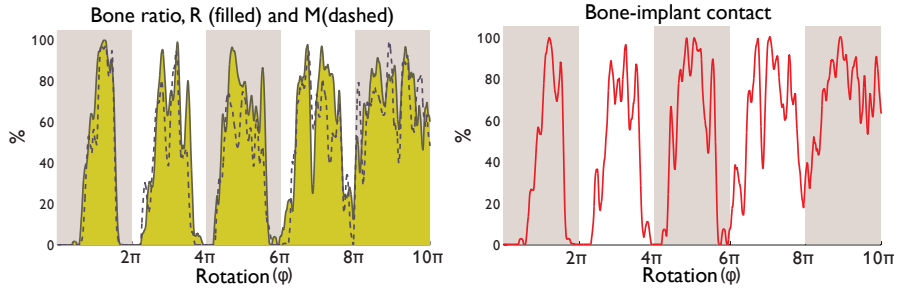 Bone ratio, R (filled) and M(dashed)
100
80
60
40
20
0
%
2π 4π 6π 8π 10π
Rotation (φ)
Bone-implant contact
100
80
60
40
20
0
%
2π 4π 6π 8π 10π
Rotation (φ)